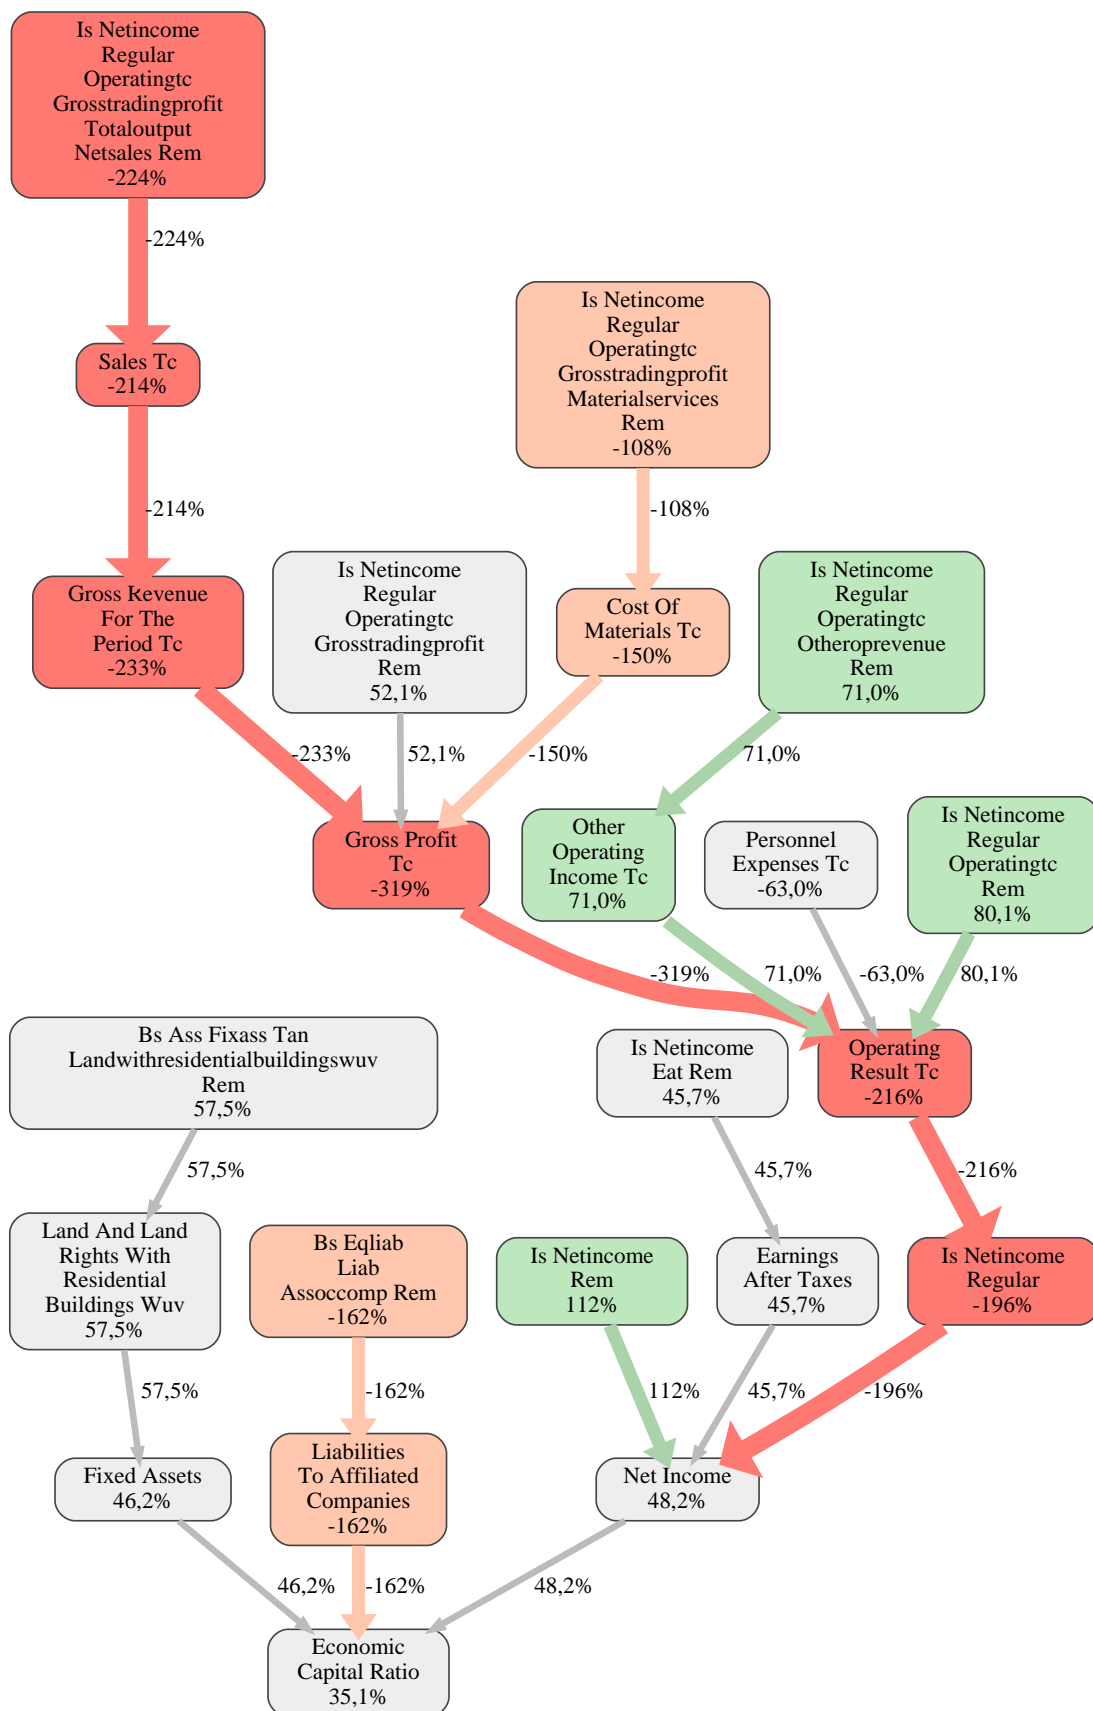 Is Netincome
Regular
Operatingtc
Grosstradingprofit
Totaloutput
Netsales Rem
-224%
-224%
Sales Tc
-214%
-214%
Is Netincome
Regular
Operatingtc
Grosstradingprofit
Materialservices
Rem
-108%
-108%
Gross Revenue
For The
Period Tc
-233%
Is Netincome
Regular
Operatingtc
Grosstradingprofit
Rem
52,1%
Cost Of
Materials Tc
-150%
Is Netincome
Regular
Operatingtc
Otheroprevenue
Rem
71,0%
-233%
52,1%
-150%
71,0%
Gross Profit
Tc
-319%
Other
Operating
Income Tc
71,0%
Personnel
Expenses Tc
-63,0%
Is Netincome
Regular
Operatingtc
Rem
80,1%
-319%
71,0%
-63,0%
80,1%
Bs Ass Fixass Tan
Landwithresidentialbuildingswuv
Rem
57,5%
Is Netincome
Eat Rem
45,7%
Operating
Result Tc
-216%
57,5%
45,7%
-216%
Land And Land
Rights With
Residential
Buildings Wuv
57,5%
Bs Eqliab
Liab
Assoccomp Rem
-162%
Is Netincome
Rem
112%
Earnings
After Taxes
45,7%
Is Netincome
Regular
-196%
57,5%
-162%
112%
45,7%
-196%
Fixed Assets
46,2%
Liabilities
To Affiliated
Companies
-162%
Net Income
48,2%
46,2%
-162%
48,2%
Economic
Capital Ratio
35,1%